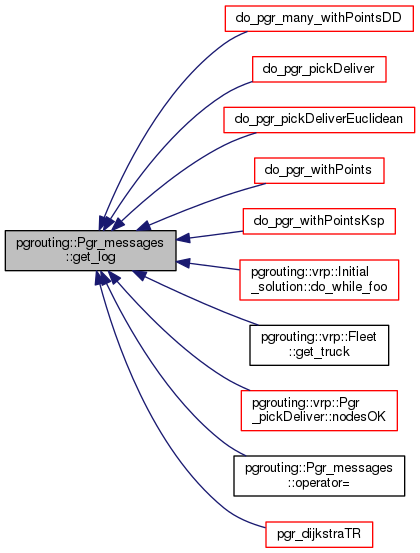 do_pgr_many_withPointsDD
do_pgr_pickDeliver
do_pgr_pickDeliverEuclidean
do_pgr_withPoints
do_pgr_withPointsKsp
pgrouting::Pgr_messages
::get_log
pgrouting::vrp::Initial
_solution::do_while_foo
pgrouting::vrp::Fleet
::get_truck
pgrouting::vrp::Pgr
_pickDeliver::nodesOK
pgrouting::Pgr_messages
::operator=
pgr_dijkstraTR